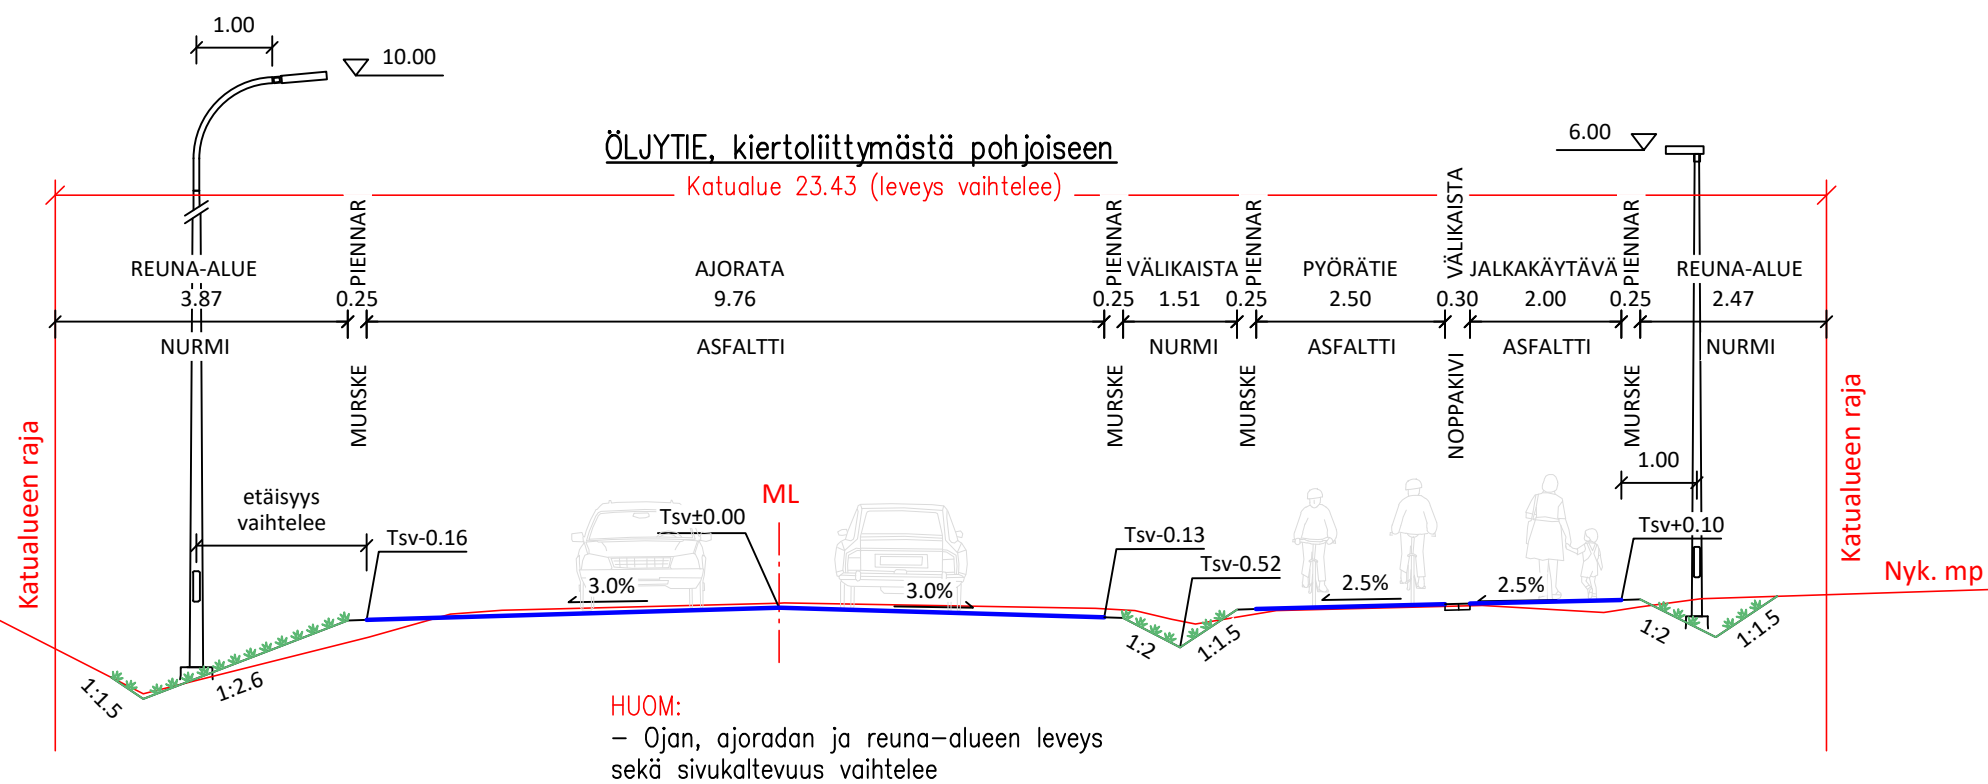 1.00
10.00
ÖLJYTIE, kiertoliittymästä pohjoiseen
6.00
Katualue 23.43 (leveys vaihtelee)
REUNA-ALUE
3.87
NURMI
PIENNAR
0.25
MURSKE
AJORATA
9.76
ASFALTTI
PIENNAR
0.25
MURSKE
VÄLIKAISTA
1.51
NURMI
PIENNAR
0.25
MURSKE
PYÖRÄTIE
2.50
ASFALTTI
VÄLIKAISTA
0.30
NOPPAKIVI
JALKAKÄYTÄVÄ
2.00
ASFALTTI
PIENNAR
0.25
MURSKE
REUNA-ALUE
2.47
NURMI
Katualueen raja
Katualueen raja
1.00
etäisyys
vaihtelee
ML
Tsv-0.16
Tsv±0.00
Tsv-0.13
Tsv-0.52
Tsv+0.10
Nyk. mp
3.0%
3.0%
2.5%
2.5%
1:1.5
1:2.6
1:2
1:1.5
1:2
1:1.5
HUOM:
– Ojan, ajoradan ja reuna-alueen leveys
sekä sivukaltevuus vaihtelee